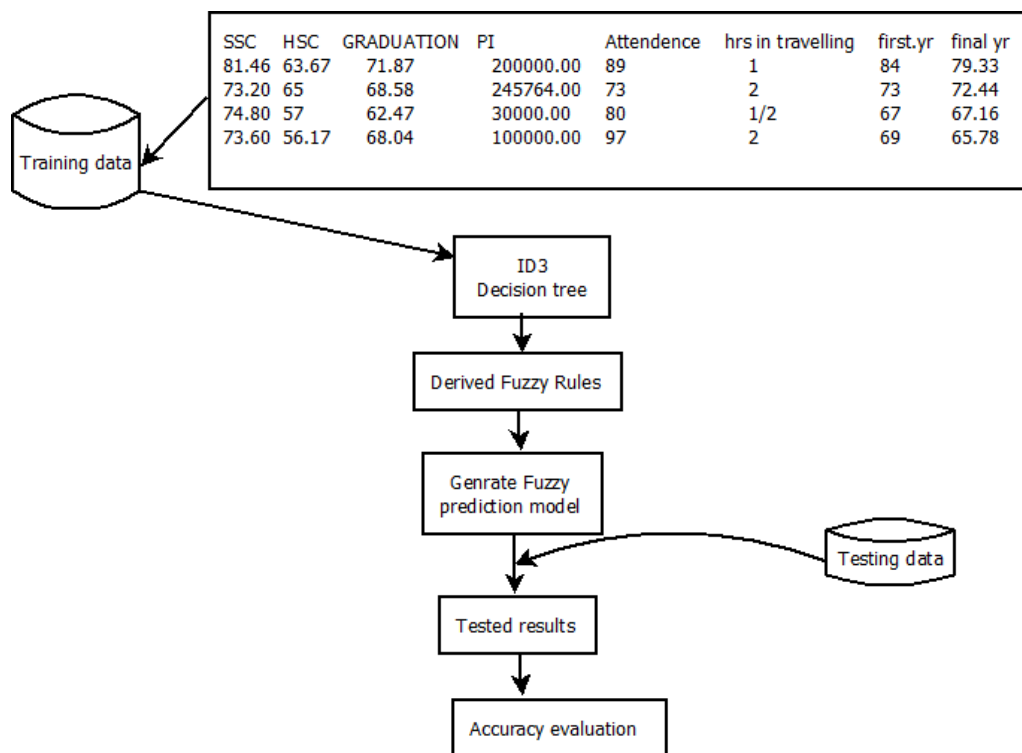 SSC HSC GRADUATION PI Attendence hrs in travelling first.yr final yr
81.46 63.67 71.87 200000.00 89 1 84 79.33
73.20 65 68.58 245764.00 73 2 73 72.44
74.80 57 62.47 30000.00 80 1/2 67 67.16
73.60 56.17 68.04 100000.00 97 2 69 65.78
Training data
ID3
Decision tree
Derived Fuzzy Rules
Genrate Fuzzy
prediction model
Testing data
Tested results
Accuracy evaluation